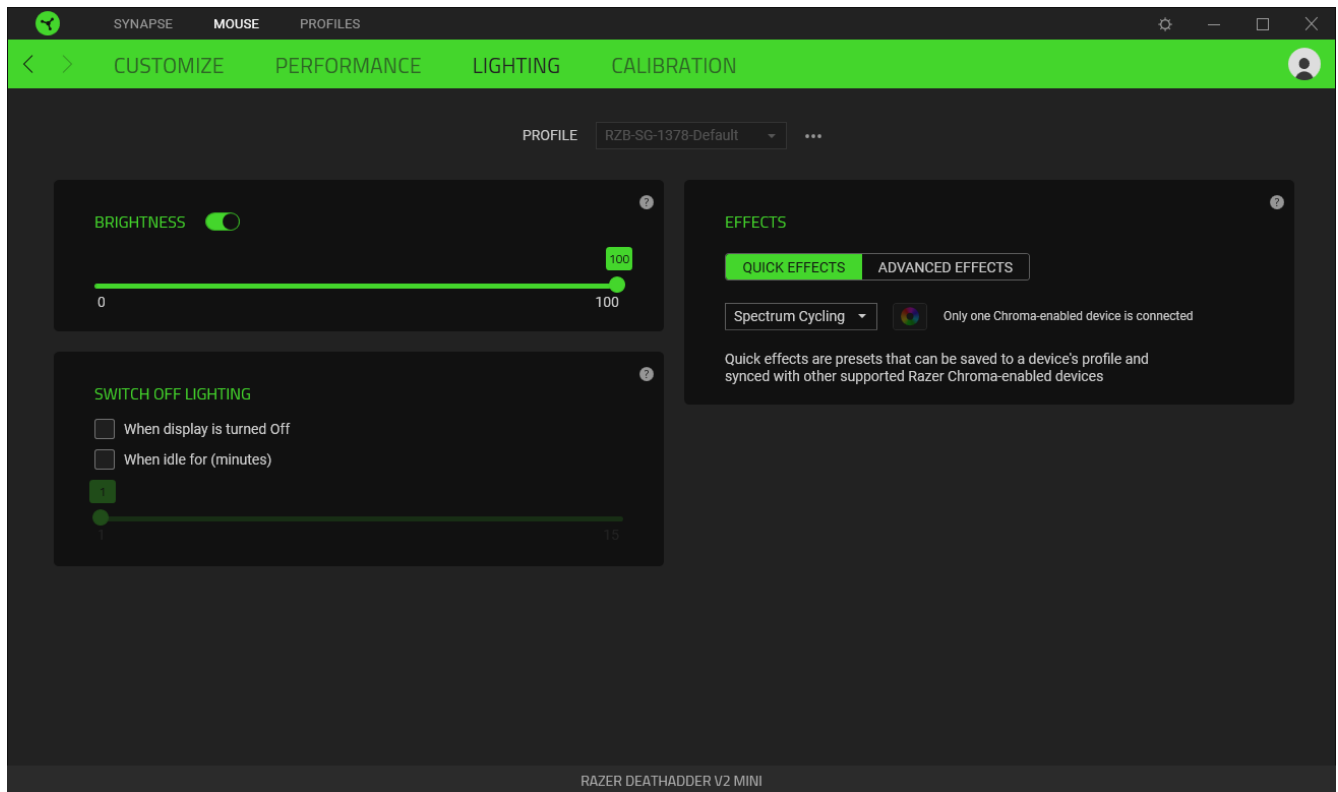 SYNAPSE MOUSE PROFILES
CUSTOMIZE PERFORMANCE LIGHTING CALIBRATION
PROFILE RZB-SG-1378-Default
BRIGHTNESS
100
0 100
SWITCH OFF LIGHTING
When display is turned Off
When idle for (minutes)
1
1 15
EFFECTS
QUICK EFFECTS ADVANCED EFFECTS
Spectrum Cycling Only one Chroma-enabled device is connected
Quick effects are presets that can be saved to a device's profile and
synced with other supported Razer Chroma-enabled devices
RAZER DEATHADDER V2 MINI